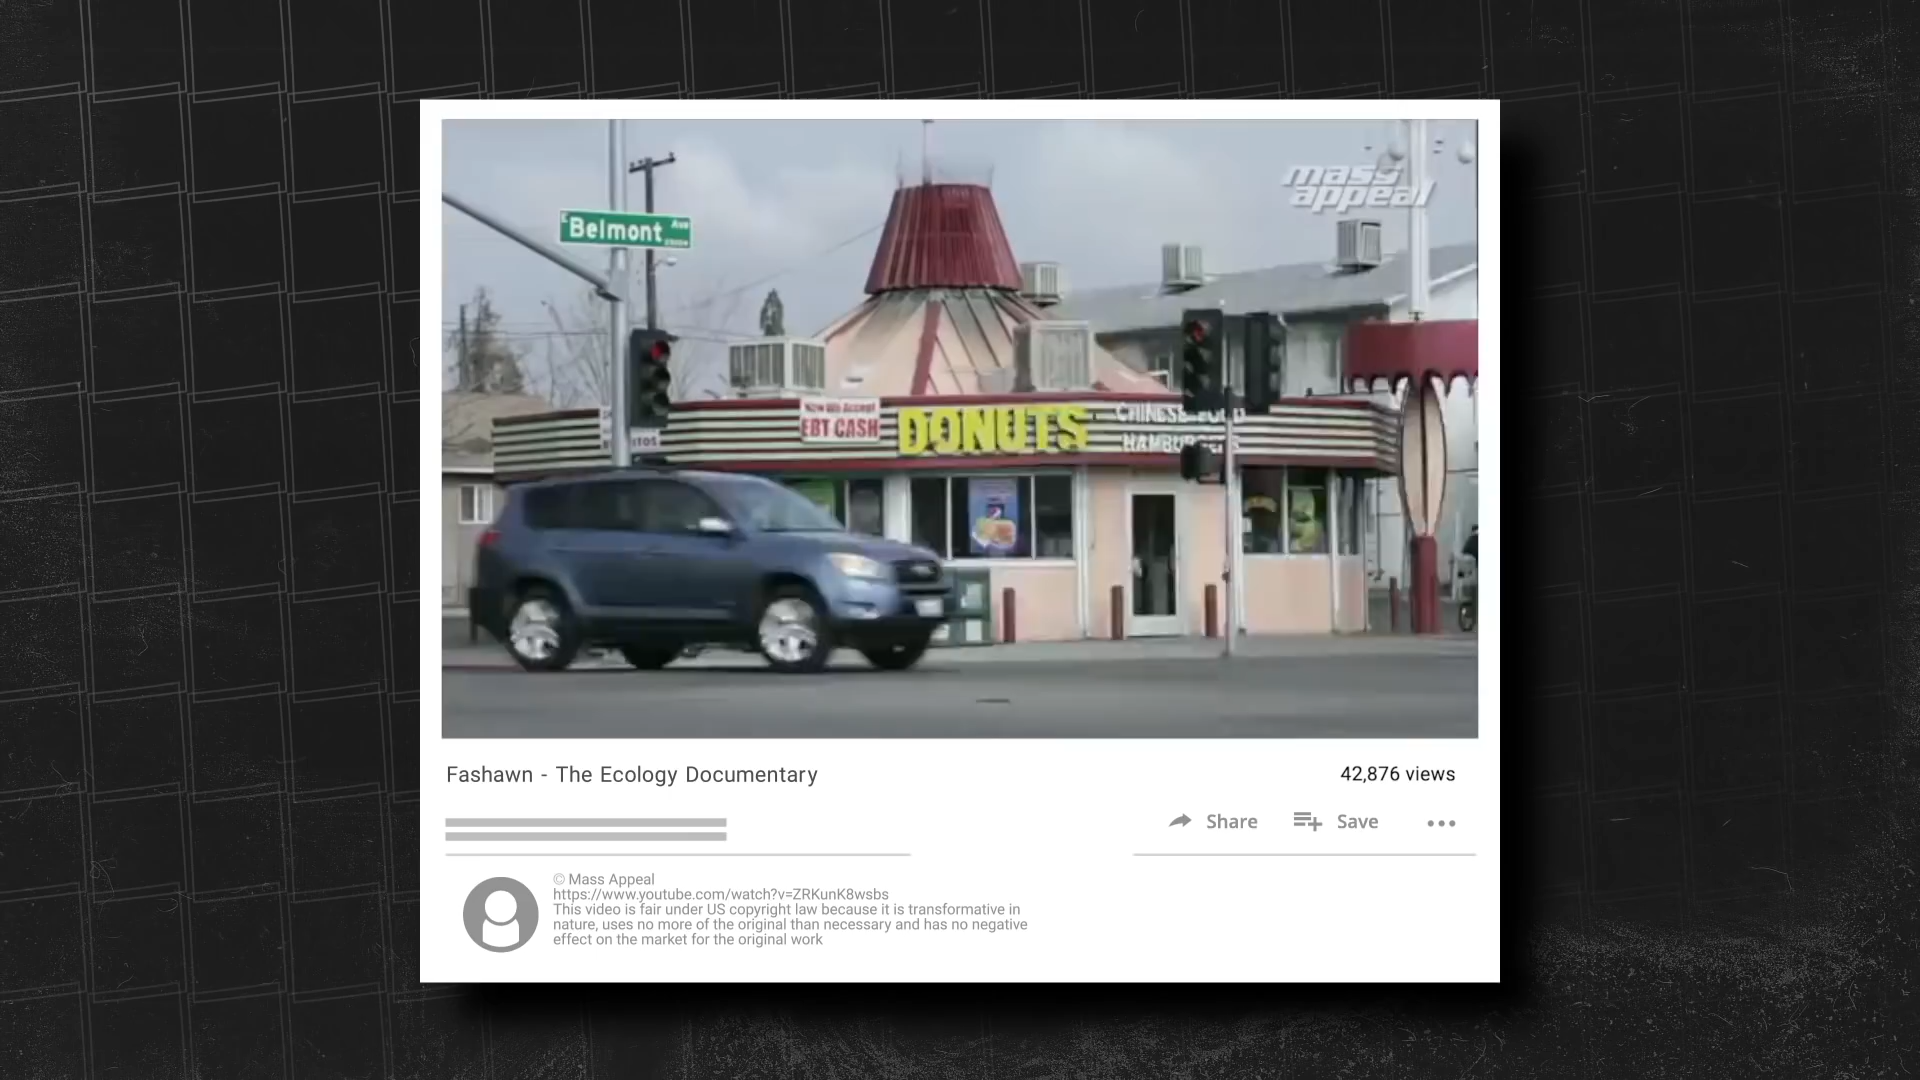 mass
appeal
E Belmont Ave
Now We Accept
EBT CASH
DONUTS
CHINESE FOOD
HAMBURGERS
Fashawn - The Ecology Documentary
42,876 views
Share
Save
© Mass Appeal
https://www.youtube.com/watch?v=ZRKunK8wsbs
This video is fair under US copyright law because it is transformative in
nature, uses no more of the original than necessary and has no negative
effect on the market for the original work